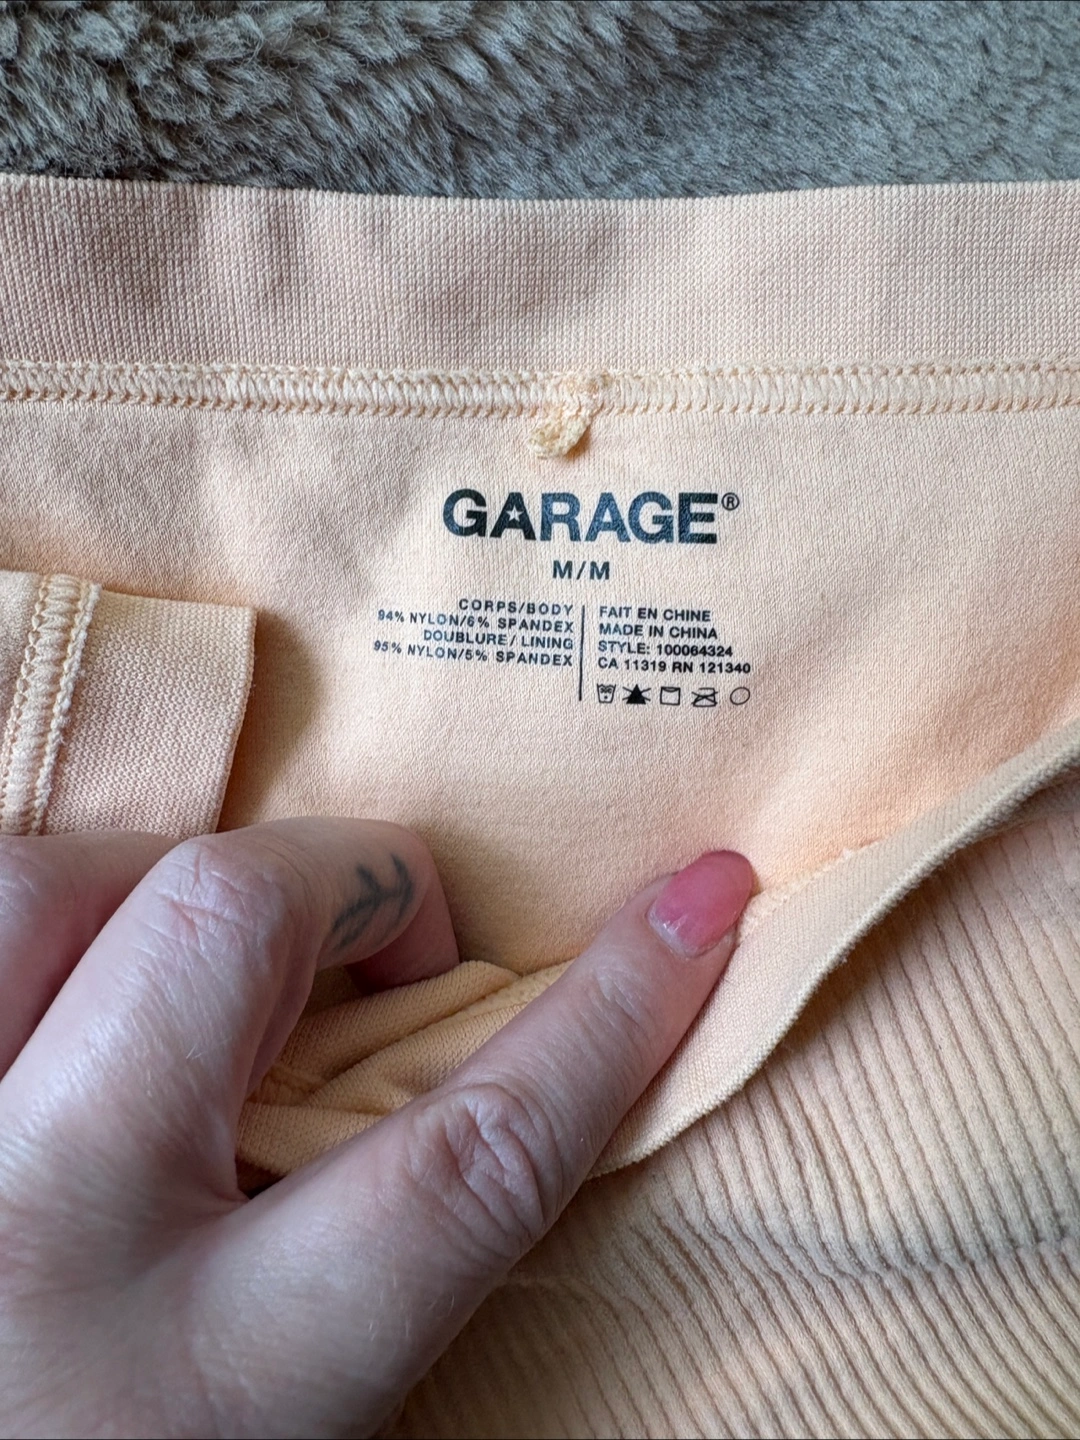 GARAGE®
M/M
CORPS/BODY
94% NYLON/6% SPANDEX
DOUBLURE/LINING
95% NYLON/5% SPANDEX
FAIT EN CHINE
MADE IN CHINA
STYLE: 100064324
CA 11319 RN 121340